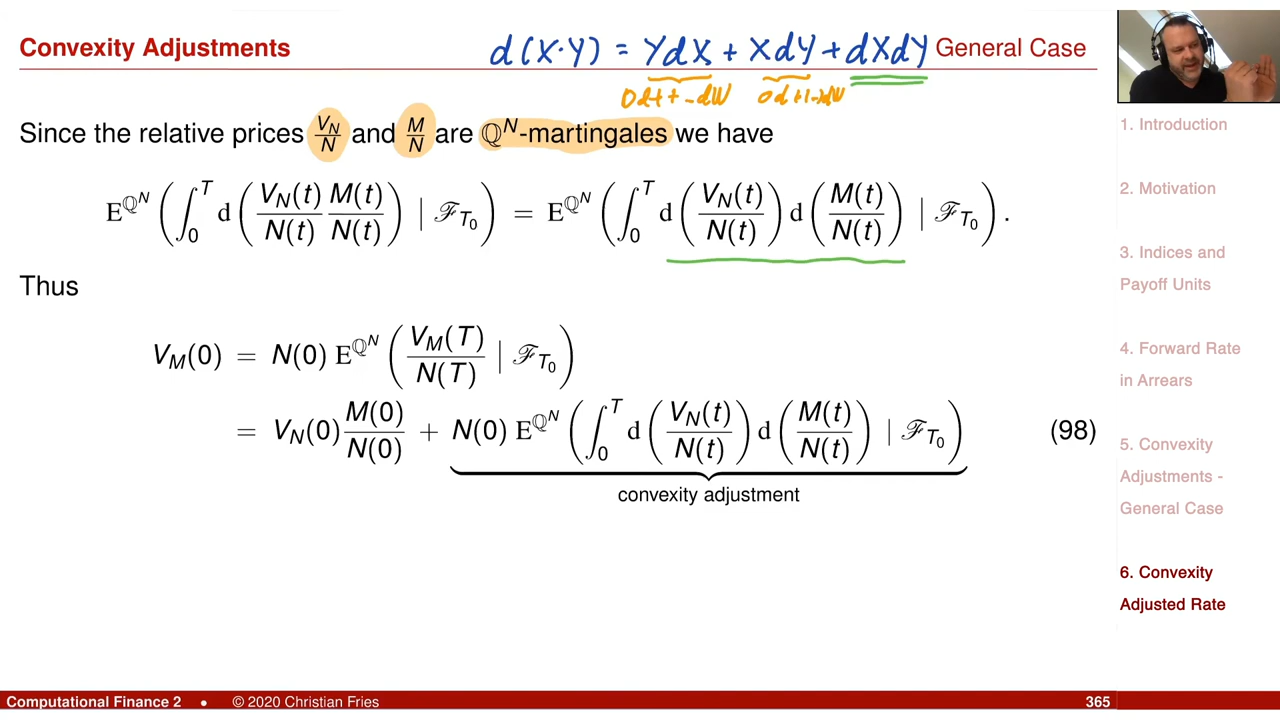 Convexity Adjustments
d(X·Y) = YdX + XdY + dXdY
General Case
0dt + -dW
Since the relative prices V_N/N and M/N are ℚ^N-martingales we have
E^{ℚ^N} ( ∫_0^T d ( V_N(t)/N(t) M(t)/N(t) ) | ℱ_{T_0} ) = E^{ℚ^N} ( ∫_0^T d ( V_N(t)/N(t) ) d ( M(t)/N(t) ) | ℱ_{T_0} ) .
Thus
V_M(0) = N(0) E^{ℚ^N} ( V_M(T)/N(T) | ℱ_{T_0} )
= V_N(0) M(0)/N(0) + N(0) E^{ℚ^N} ( ∫_0^T d ( V_N(t)/N(t) ) d ( M(t)/N(t) ) | ℱ_{T_0} ) (98)
convexity adjustment
1. Introduction
2. Motivation
3. Indices and
Payoff Units
4. Forward Rate
in Arrears
5. Convexity
Adjustments -
General Case
6. Convexity
Adjusted Rate
Computational Finance 2 • © 2020 Christian Fries 365